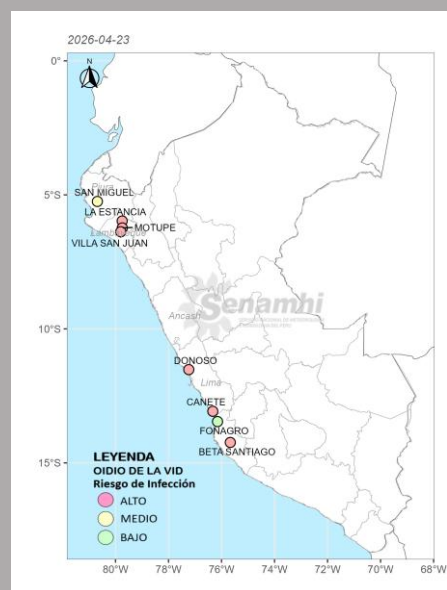 2026-04-23
N
0°
5°S
10°S
15°S
Piura
SAN MIGUEL
LA ESTANCIA
MOTUPE
VILLA SAN JUAN
Senamhi
Ancash
DONOSO
Lima
CANETE
FONAGRO
BETA SANTIAGO
LEYENDA
OIDIO DE LA VID
Riesgo de Infección
ALTO
MEDIO
BAJO
80°W
78°W
76°W
74°W
72°W
70°W
68°W